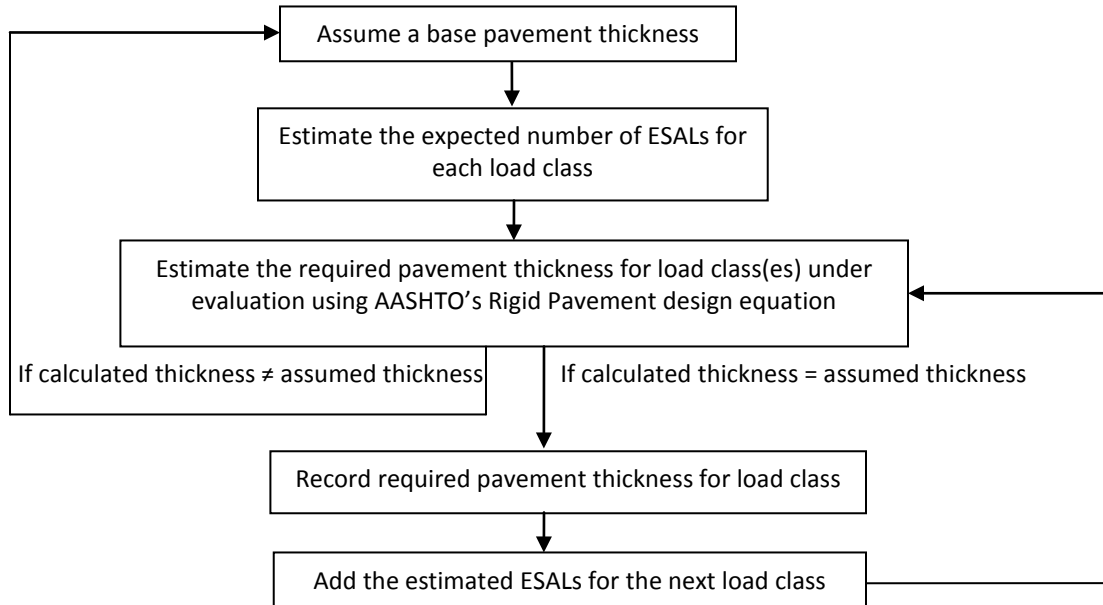 Assume a base pavement thickness
Estimate the expected number of ESALs for
each load class
Estimate the required pavement thickness for load class(es) under
evaluation using AASHTO’s Rigid Pavement design equation
If calculated thickness ≠ assumed thickness
If calculated thickness = assumed thickness
Record required pavement thickness for load class
Add the estimated ESALs for the next load class